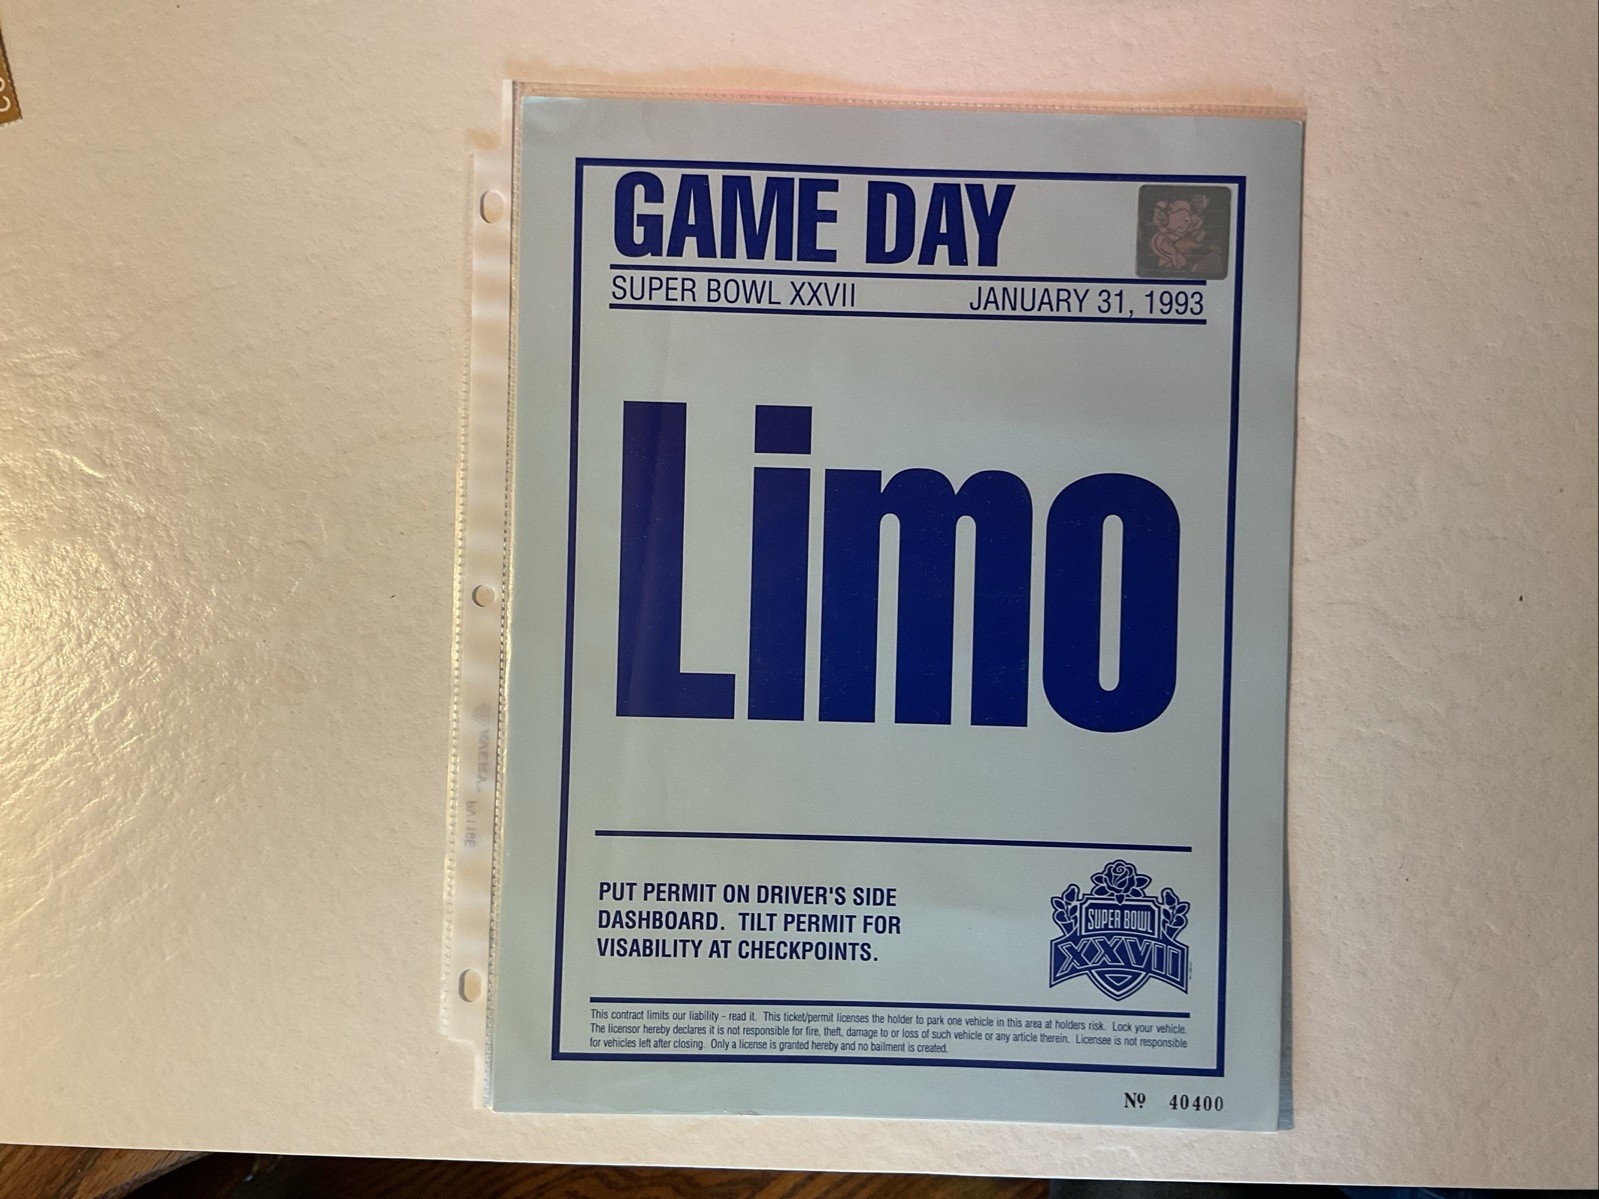 GAME DAY
SUPER BOWL XXVII JANUARY 31, 1993
Limo
PUT PERMIT ON DRIVER'S SIDE
DASHBOARD. TILT PERMIT FOR
VISABILITY AT CHECKPOINTS.
SUPER BOWL
XXVII
This contract limits our liability - read it. This ticket/permit licenses the holder to park one vehicle in this area at holders risk. Lock your vehicle.
The licensor hereby declares it is not responsible for fire, theft, damage to or loss of such vehicle or any article therein. Licensee is not responsible
for vehicles left after closing. Only a license is granted hereby and no bailment is created.
Nº 40400